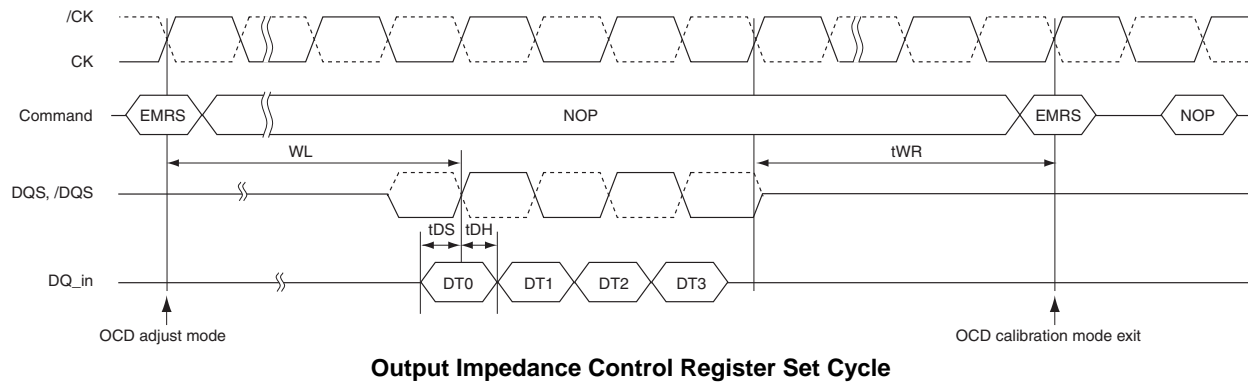 /CK
CK
Command
EMRS
NOP
EMRS
NOP
WL
tWR
DQS, /DQS
tDS
tDH
DQ_in
DT0
DT1
DT2
DT3
OCD adjust mode
OCD calibration mode exit
Output Impedance Control Register Set Cycle